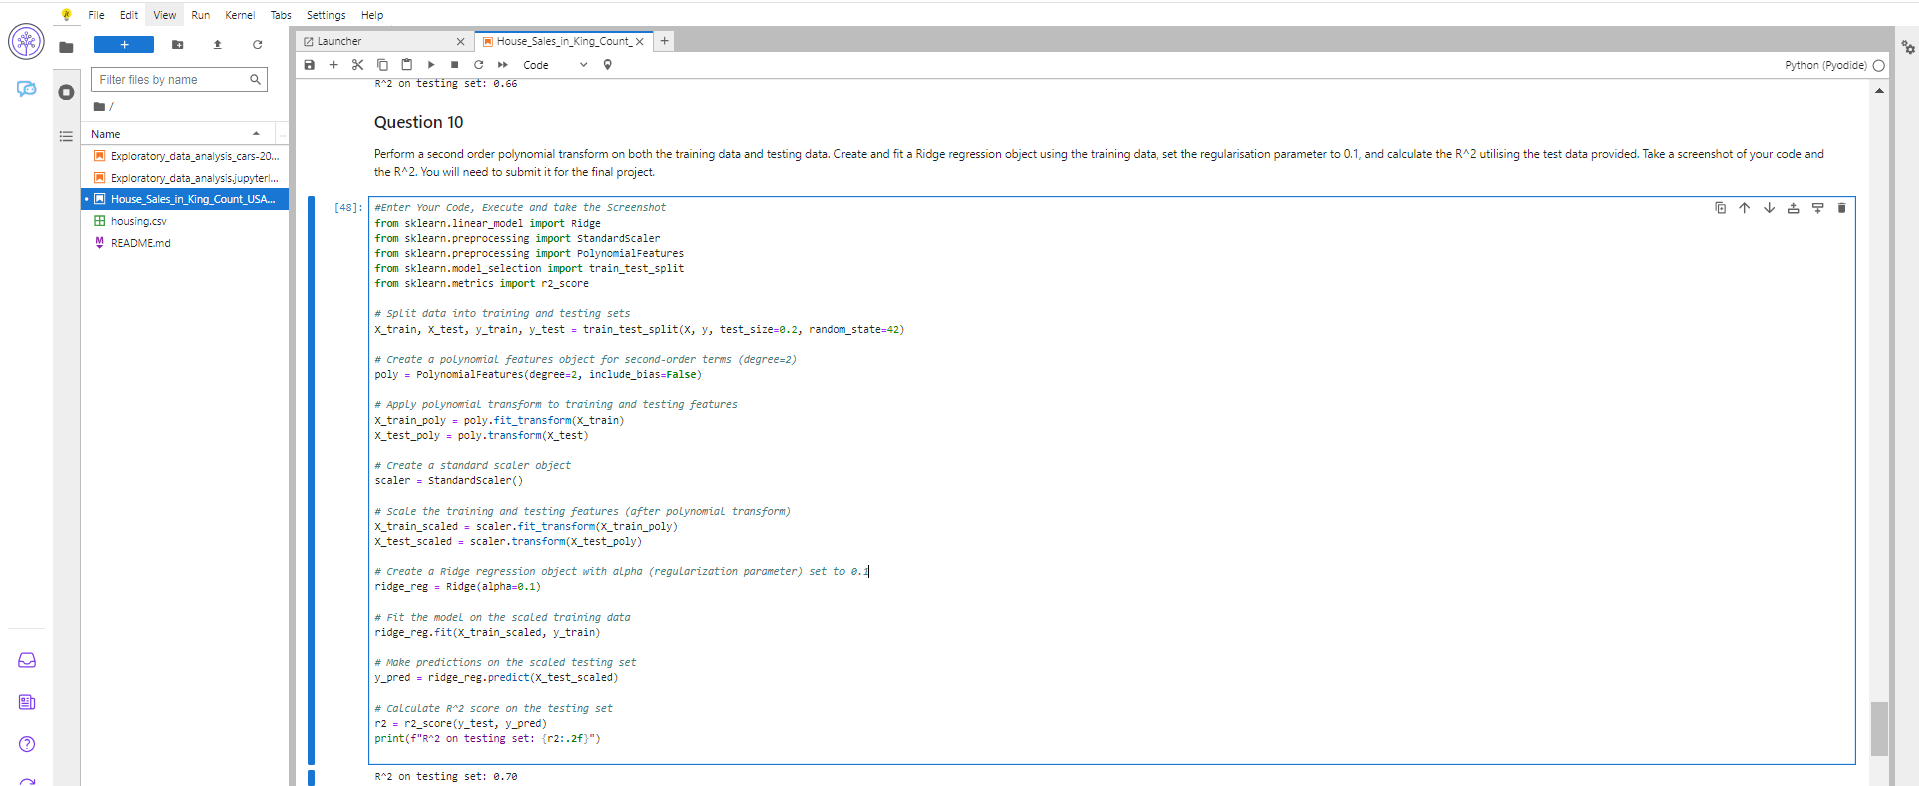 File Edit View Run Kernel Tabs Settings Help
Launcher
House_Sales_in_King_Count_
Filter files by name
Code
Python (Pyodide)
/
Name
Exploratory_data_analysis_cars-20...
Exploratory_data_analysis.jupyterl...
House_Sales_in_King_Count_USA...
housing.csv
README.md
R^2 on testing set: 0.66
Question 10
Perform a second order polynomial transform on both the training data and testing data. Create and fit a Ridge regression object using the training data, set the regularisation parameter to 0.1, and calculate the R^2 utilising the test data provided. Take a screenshot of your code and
the R^2. You will need to submit it for the final project.
[48]:
#Enter Your Code, Execute and take the Screenshot
from sklearn.linear_model import Ridge
from sklearn.preprocessing import StandardScaler
from sklearn.preprocessing import PolynomialFeatures
from sklearn.model_selection import train_test_split
from sklearn.metrics import r2_score
# Split data into training and testing sets
X_train, X_test, y_train, y_test = train_test_split(X, y, test_size=0.2, random_state=42)
# Create a polynomial features object for second-order terms (degree=2)
poly = PolynomialFeatures(degree=2, include_bias=False)
# Apply polynomial transform to training and testing features
X_train_poly = poly.fit_transform(X_train)
X_test_poly = poly.transform(X_test)
# Create a standard scaler object
scaler = StandardScaler()
# Scale the training and testing features (after polynomial transform)
X_train_scaled = scaler.fit_transform(X_train_poly)
X_test_scaled = scaler.transform(X_test_poly)
# Create a Ridge regression object with alpha (regularization parameter) set to 0.1
ridge_reg = Ridge(alpha=0.1)
# Fit the model on the scaled training data
ridge_reg.fit(X_train_scaled, y_train)
# Make predictions on the scaled testing set
y_pred = ridge_reg.predict(X_test_scaled)
# Calculate R^2 score on the testing set
r2 = r2_score(y_test, y_pred)
print(f"R^2 on testing set: {r2:.2f}")
R^2 on testing set: 0.70